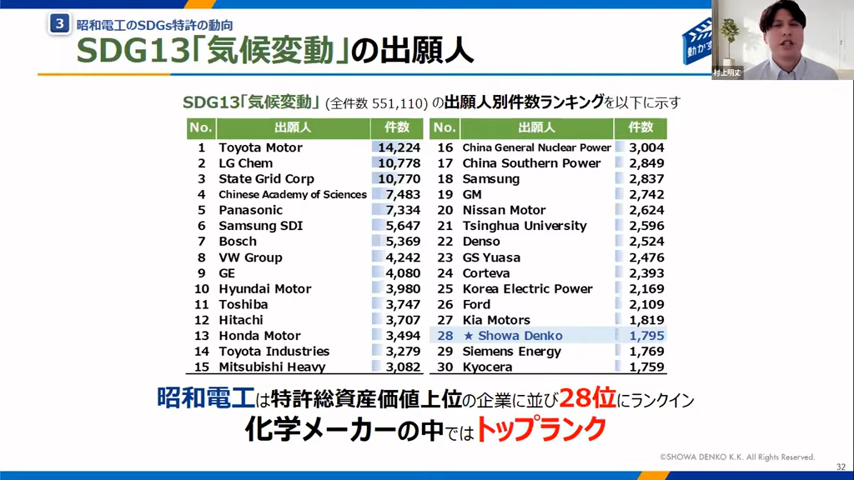 3 昭和電工のSDGs特許の動向
SDG13「気候変動」の出願人
動かす
村上明丈
SDG13「気候変動」 (全件数 551,110) の出願人別件数ランキングを以下に示す
No. 出願人 件数
1 Toyota Motor 14,224
2 LG Chem 10,778
3 State Grid Corp 10,770
4 Chinese Academy of Sciences 7,483
5 Panasonic 7,334
6 Samsung SDI 5,647
7 Bosch 5,369
8 VW Group 4,242
9 GE 4,080
10 Hyundai Motor 3,980
11 Toshiba 3,747
12 Hitachi 3,707
13 Honda Motor 3,494
14 Toyota Industries 3,279
15 Mitsubishi Heavy 3,082
No. 出願人 件数
16 China General Nuclear Power 3,004
17 China Southern Power 2,849
18 Samsung 2,837
19 GM 2,742
20 Nissan Motor 2,624
21 Tsinghua University 2,596
22 Denso 2,524
23 GS Yuasa 2,476
24 Corteva 2,393
25 Korea Electric Power 2,169
26 Ford 2,109
27 Kia Motors 1,819
28 ★ Showa Denko 1,795
29 Siemens Energy 1,769
30 Kyocera 1,759
昭和電工は特許総資産価値上位の企業に並び28位にランクイン
化学メーカーの中ではトップランク
©SHOWA DENKO K.K. All Rights Reserved.
32